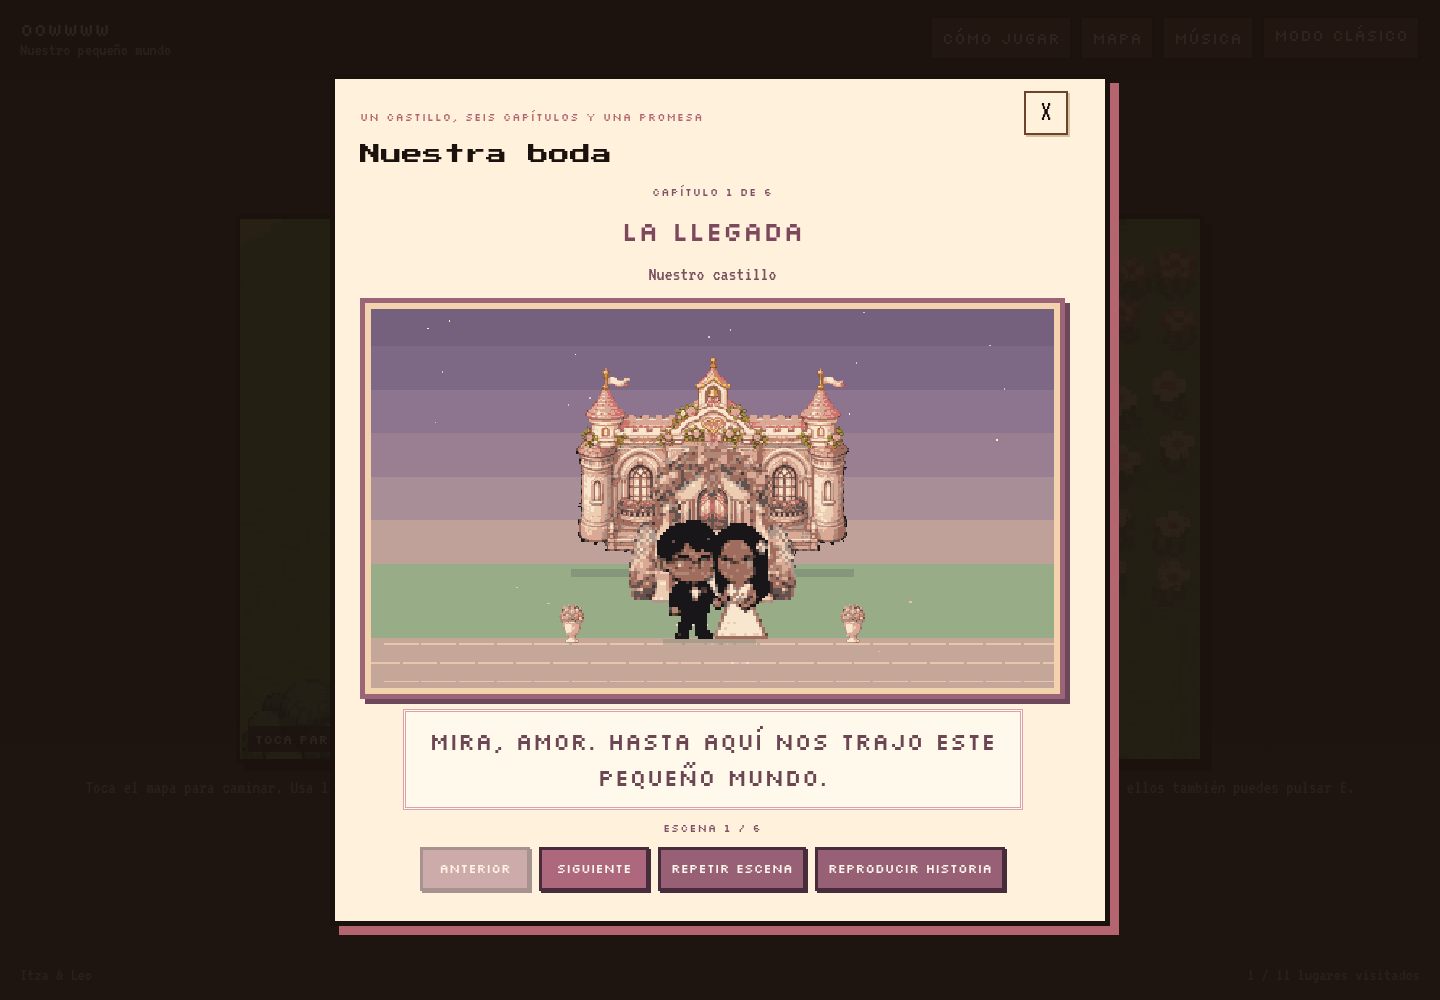 OOWWWW
Nuestro pequeño mundo
CÓMO JUGAR
MAPA
MÚSICA
MODO CLÁSICO
UN CASTILLO, SEIS CAPÍTULOS Y UNA PROMESA
X
Nuestra boda
CAPÍTULO 1 DE 6
LA LLEGADA
Nuestro castillo
MIRA, AMOR. HASTA AQUÍ NOS TRAJO ESTE
PEQUEÑO MUNDO.
ESCENA 1 / 6
ANTERIOR
SIGUIENTE
REPETIR ESCENA
REPRODUCIR HISTORIA
TOCA PAR
Toca el mapa para caminar. Usa l
ellos también puedes pulsar E.
Itza & Leo
1 / 11 lugares visitados